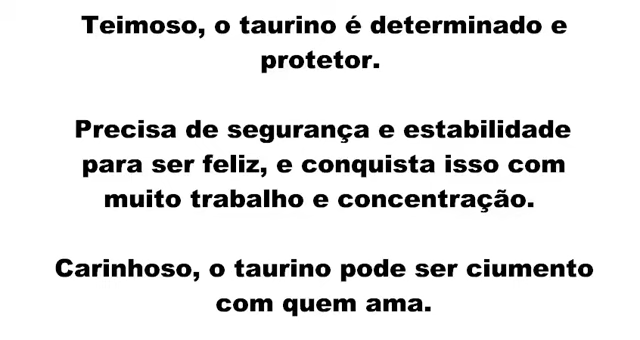 Teimoso, o taurino é determinado e
protetor.
Precisa de segurança e estabilidade
para ser feliz, e conquista isso com
muito trabalho e concentração.
Carinhoso, o taurino pode ser ciumento
com quem ama.